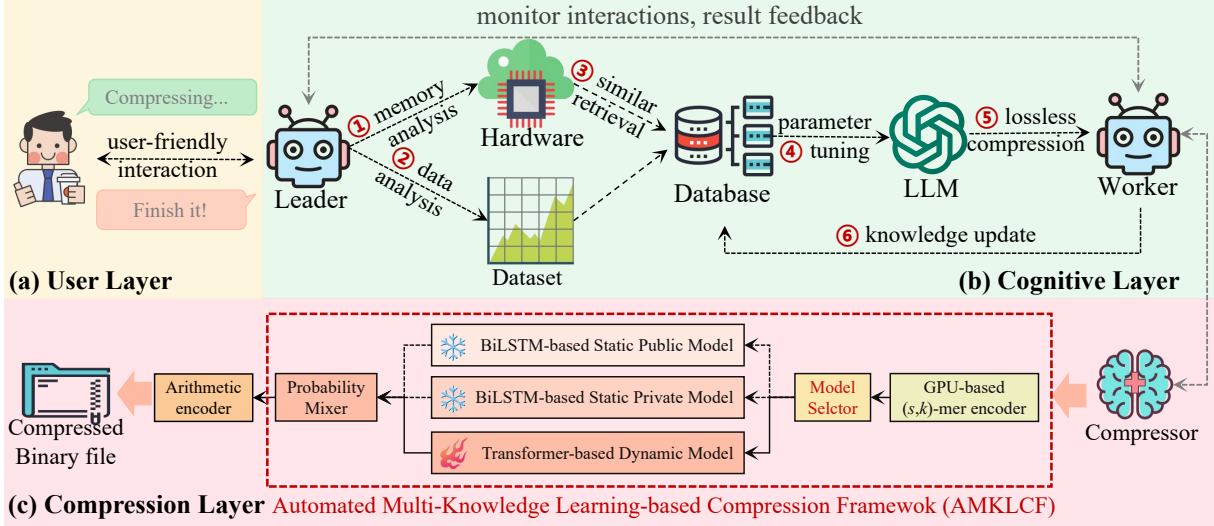 monitor interactions, result feedback
Compressing...
user-friendly
interaction
Finish it!
Leader
① memory
analysis
② data
analysis
Hardware
Dataset
③ similar
retrieval
Database
parameter
④ tuning
LLM
⑤ lossless
compression
Worker
⑥ knowledge update
(a) User Layer
(b) Cognitive Layer
Compressed
Binary file
Arithmetic
encoder
Probability
Mixer
BiLSTM-based Static Public Model
BiLSTM-based Static Private Model
Transformer-based Dynamic Model
Model
Selctor
GPU-based
(s,k)-mer encoder
Compressor
(c) Compression Layer Automated Multi-Knowledge Learning-based Compression Framewok (AMKLCF)